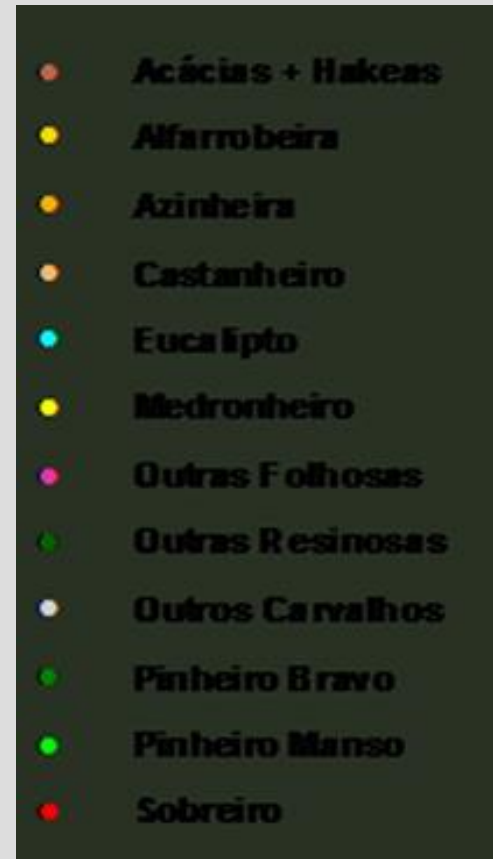 Acácias + Hakeas
Alfarrobeira
Azinheira
Castanheiro
Eucalipto
Medronheiro
Outras Folhosas
Outras Resinosas
Outros Carvalhos
Pinheiro Bravo
Pinheiro Manso
Sobreiro